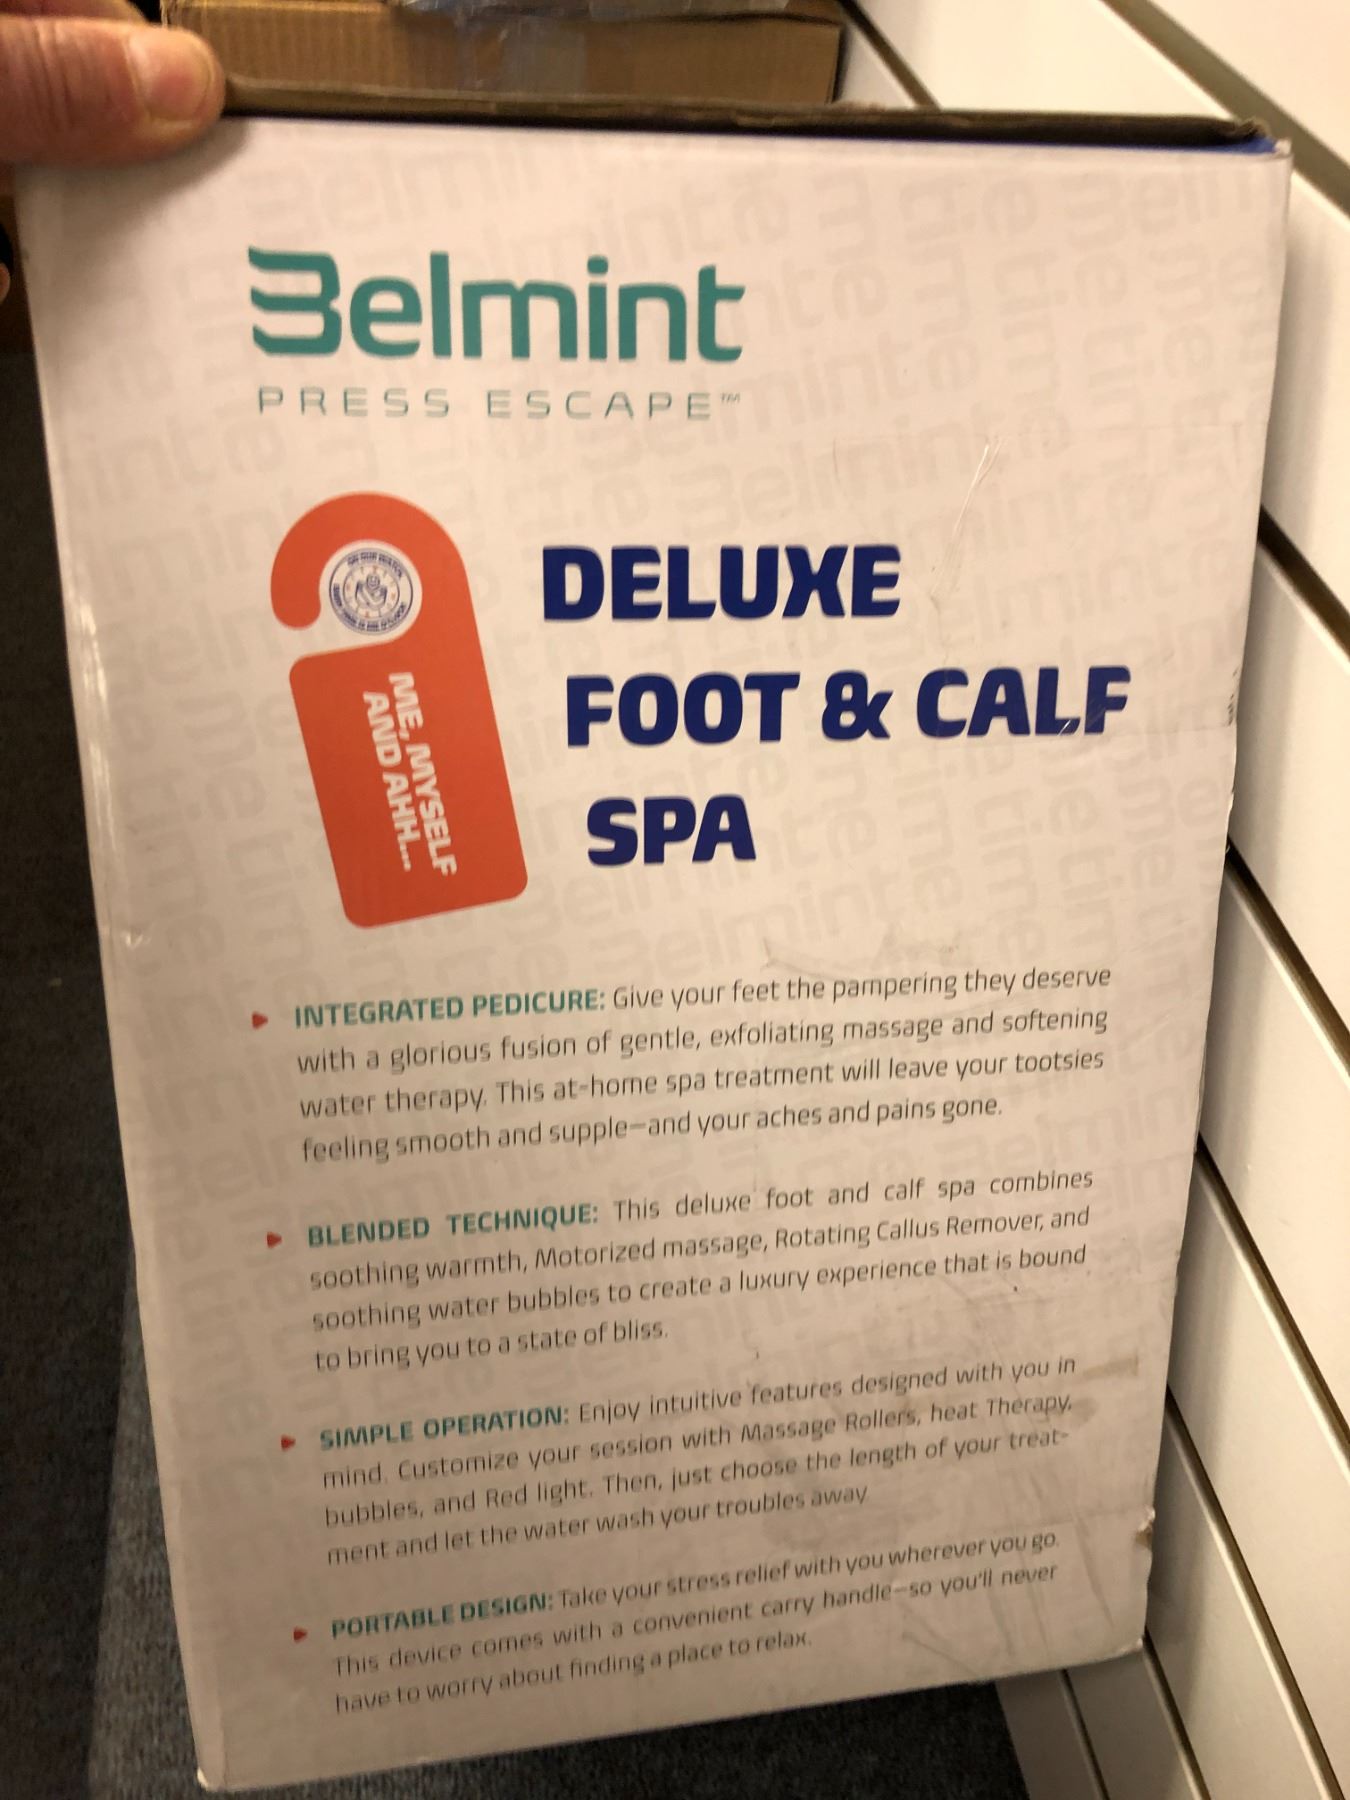 Belmint
PRESS ESCAPE™
DELUXE
FOOT & CALF
SPA
ME, MYSELF
AND AHH...
INTEGRATED PEDICURE: Give your feet the pampering they deserve
with a glorious fusion of gentle, exfoliating massage and softening
water therapy. This at-home spa treatment will leave your tootsies
feeling smooth and supple—and your aches and pains gone.
BLENDED TECHNIQUE: This deluxe foot and calf spa combines
soothing warmth, Motorized massage, Rotating Callus Remover, and
soothing water bubbles to create a luxury experience that is bound
to bring you to a state of bliss.
SIMPLE OPERATION: Enjoy intuitive features designed with you in
mind. Customize your session with Massage Rollers, heat Therapy,
bubbles, and Red light. Then, just choose the length of your treat-
ment and let the water wash your troubles away.
PORTABLE DESIGN: Take your stress relief with you wherever you go.
This device comes with a convenient carry handle—so you'll never
have to worry about finding a place to relax.